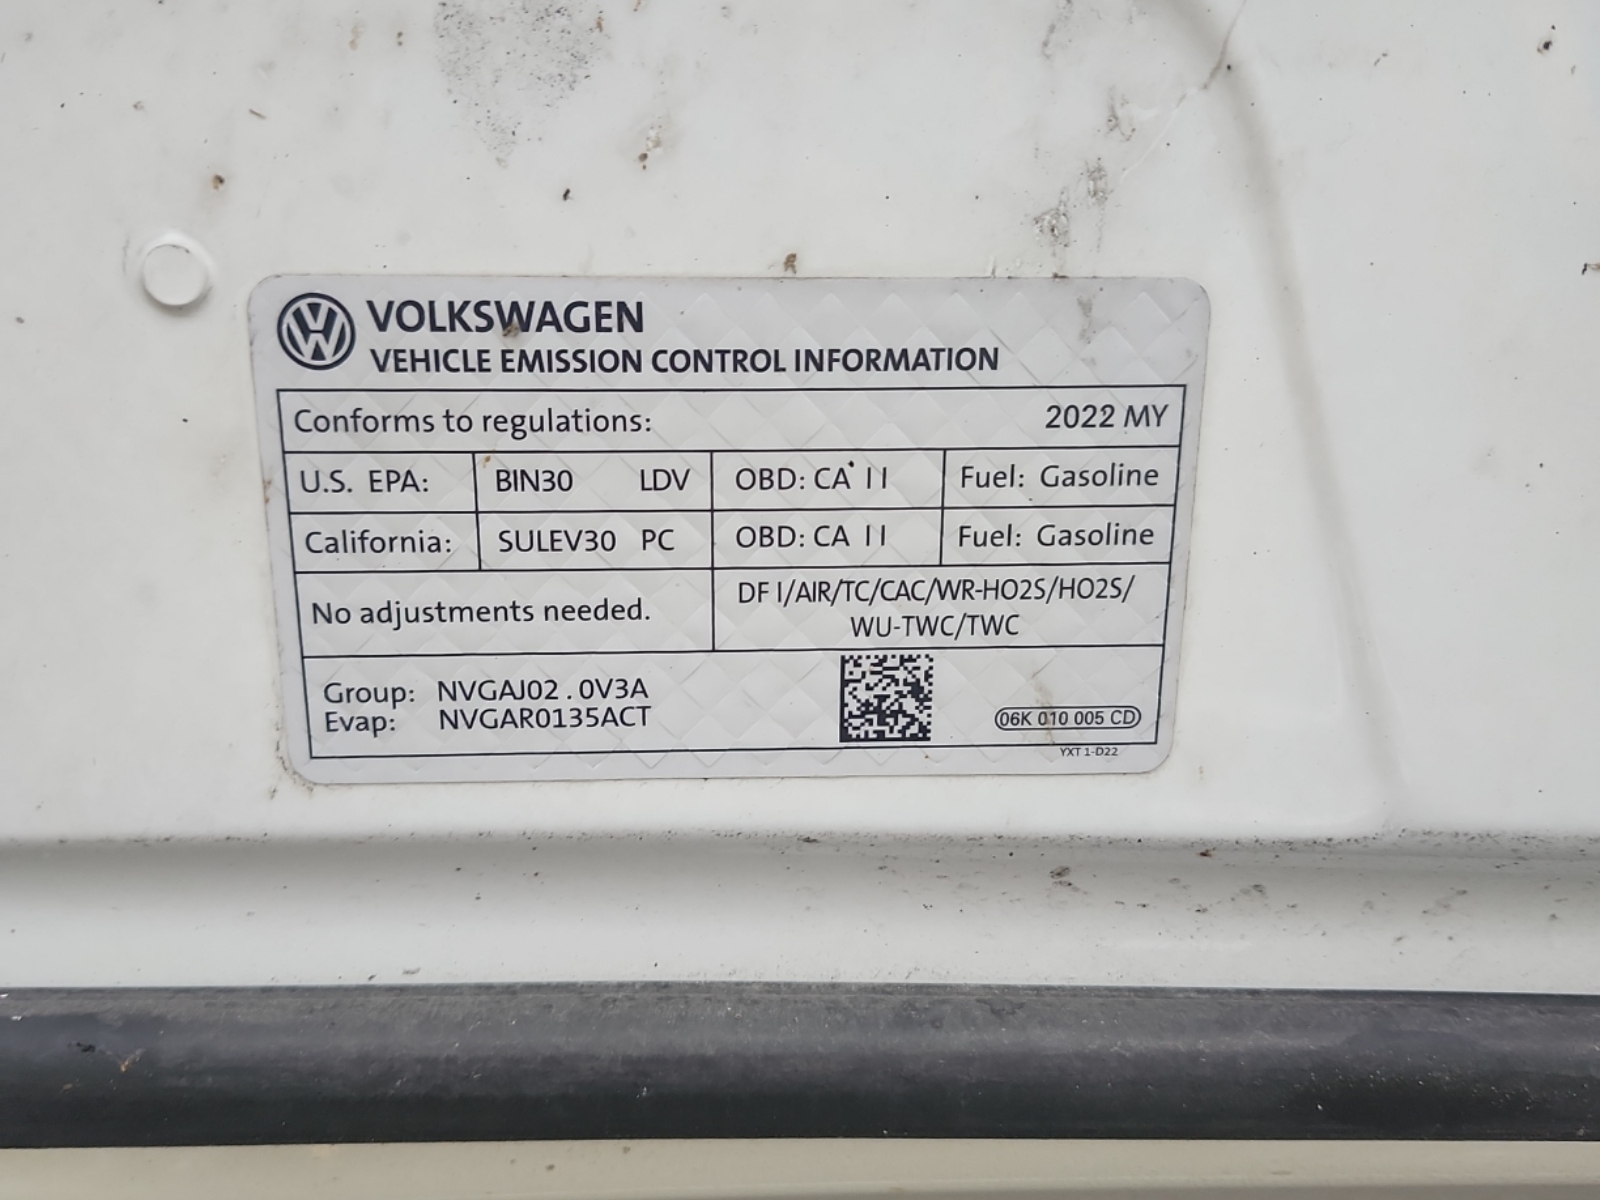 VOLKSWAGEN
VEHICLE EMISSION CONTROL INFORMATION
Conforms to regulations: 2022 MY
U.S. EPA: BIN30 LDV OBD: CA II Fuel: Gasoline
California: SULEV30 PC OBD: CA II Fuel: Gasoline
No adjustments needed.
DFI/AIR/TC/CAC/WR-HO2S/HO2S/
WU-TWC/TWC
Group: NVGAJ02.0V3A
Evap: NVGAR0135ACT
06K 010 005 CD
YXT 1-D22